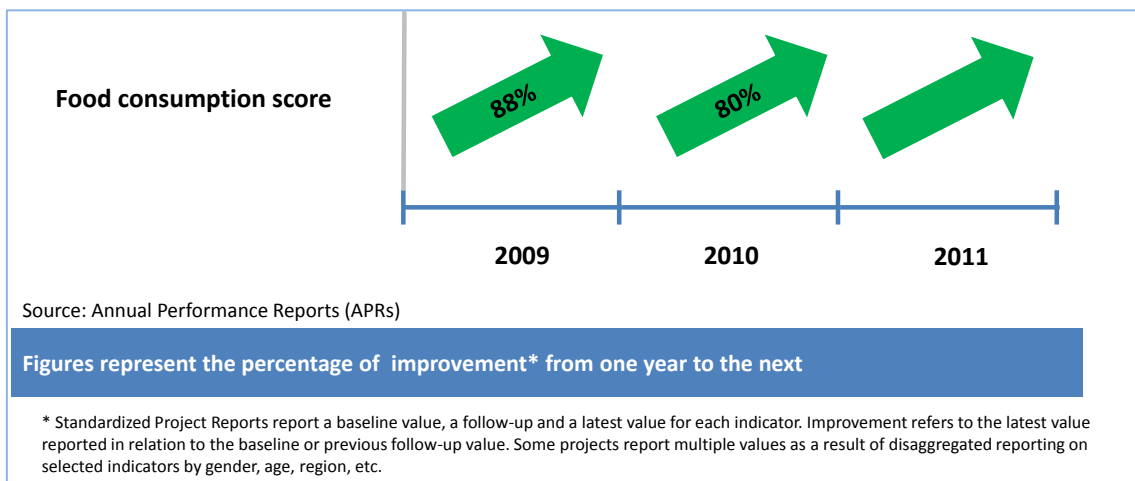 Food consumption score
88%
80%
2009
2010
2011
Source: Annual Performance Reports (APRs)
Figures represent the percentage of  improvement* from one year to the next
* Standardized Project Reports report a baseline value, a follow-up and a latest value for each indicator. Improvement refers to the latest value
reported in relation to the baseline or previous follow-up value. Some projects report multiple values as a result of disaggregated reporting on
selected indicators by gender, age, region, etc.